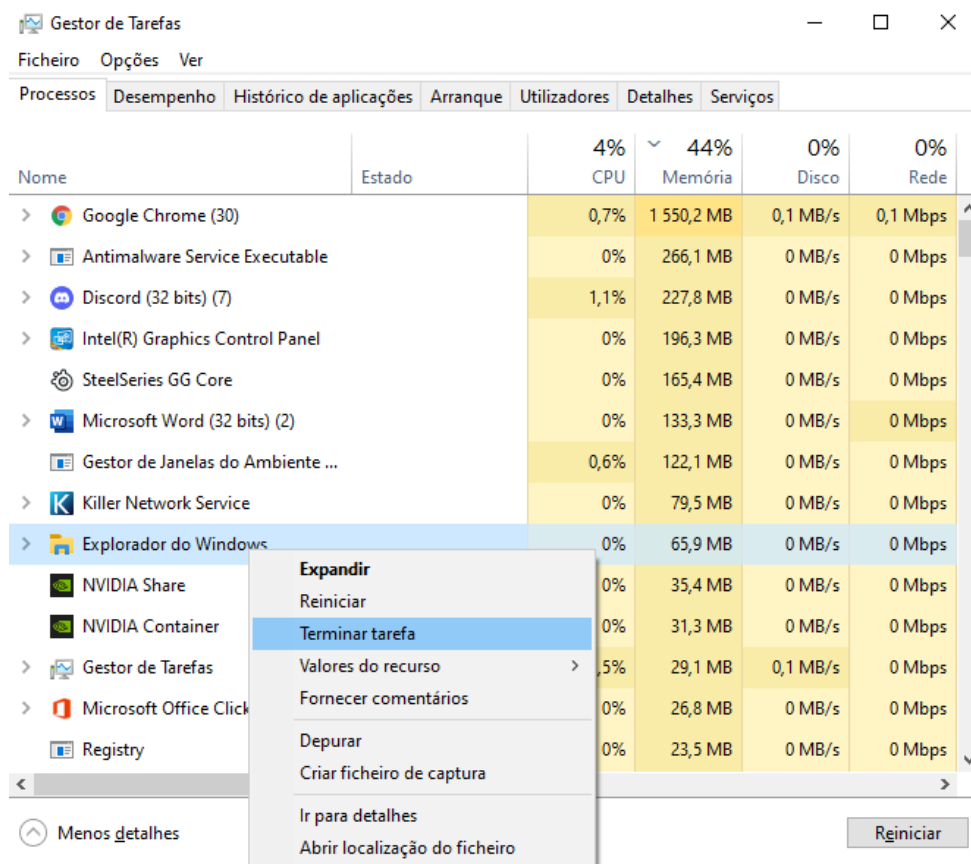 Gestor de Tarefas
Ficheiro Opções Ver
Processos Desempenho Histórico de aplicações Arranque Utilizadores Detalhes Serviços
4% 44% 0% 0%
Nome Estado CPU Memória Disco Rede
Google Chrome (30) 0,7% 1 550,2 MB 0,1 MB/s 0,1 Mbps
Antimalware Service Executable 0% 266,1 MB 0 MB/s 0 Mbps
Discord (32 bits) (7) 1,1% 227,8 MB 0 MB/s 0 Mbps
Intel(R) Graphics Control Panel 0% 196,3 MB 0 MB/s 0 Mbps
SteelSeries GG Core 0% 165,4 MB 0 MB/s 0 Mbps
Microsoft Word (32 bits) (2) 0% 133,3 MB 0 MB/s 0 Mbps
Gestor de Janelas do Ambiente ... 0,6% 122,1 MB 0 MB/s 0 Mbps
Killer Network Service 0% 79,5 MB 0 MB/s 0 Mbps
Explorador do Windows 0% 65,9 MB 0 MB/s 0 Mbps
NVIDIA Share 0% 35,4 MB 0 MB/s 0 Mbps
NVIDIA Container 0% 31,3 MB 0 MB/s 0 Mbps
Gestor de Tarefas ,5% 29,1 MB 0,1 MB/s 0 Mbps
Microsoft Office Click 0% 26,8 MB 0 MB/s 0 Mbps
Registry 0% 23,5 MB 0 MB/s 0 Mbps
Expandir
Reiniciar
Terminar tarefa
Valores do recurso
Fornecer comentários
Depurar
Criar ficheiro de captura
Ir para detalhes
Abrir localização do ficheiro
Menos detalhes
Reiniciar